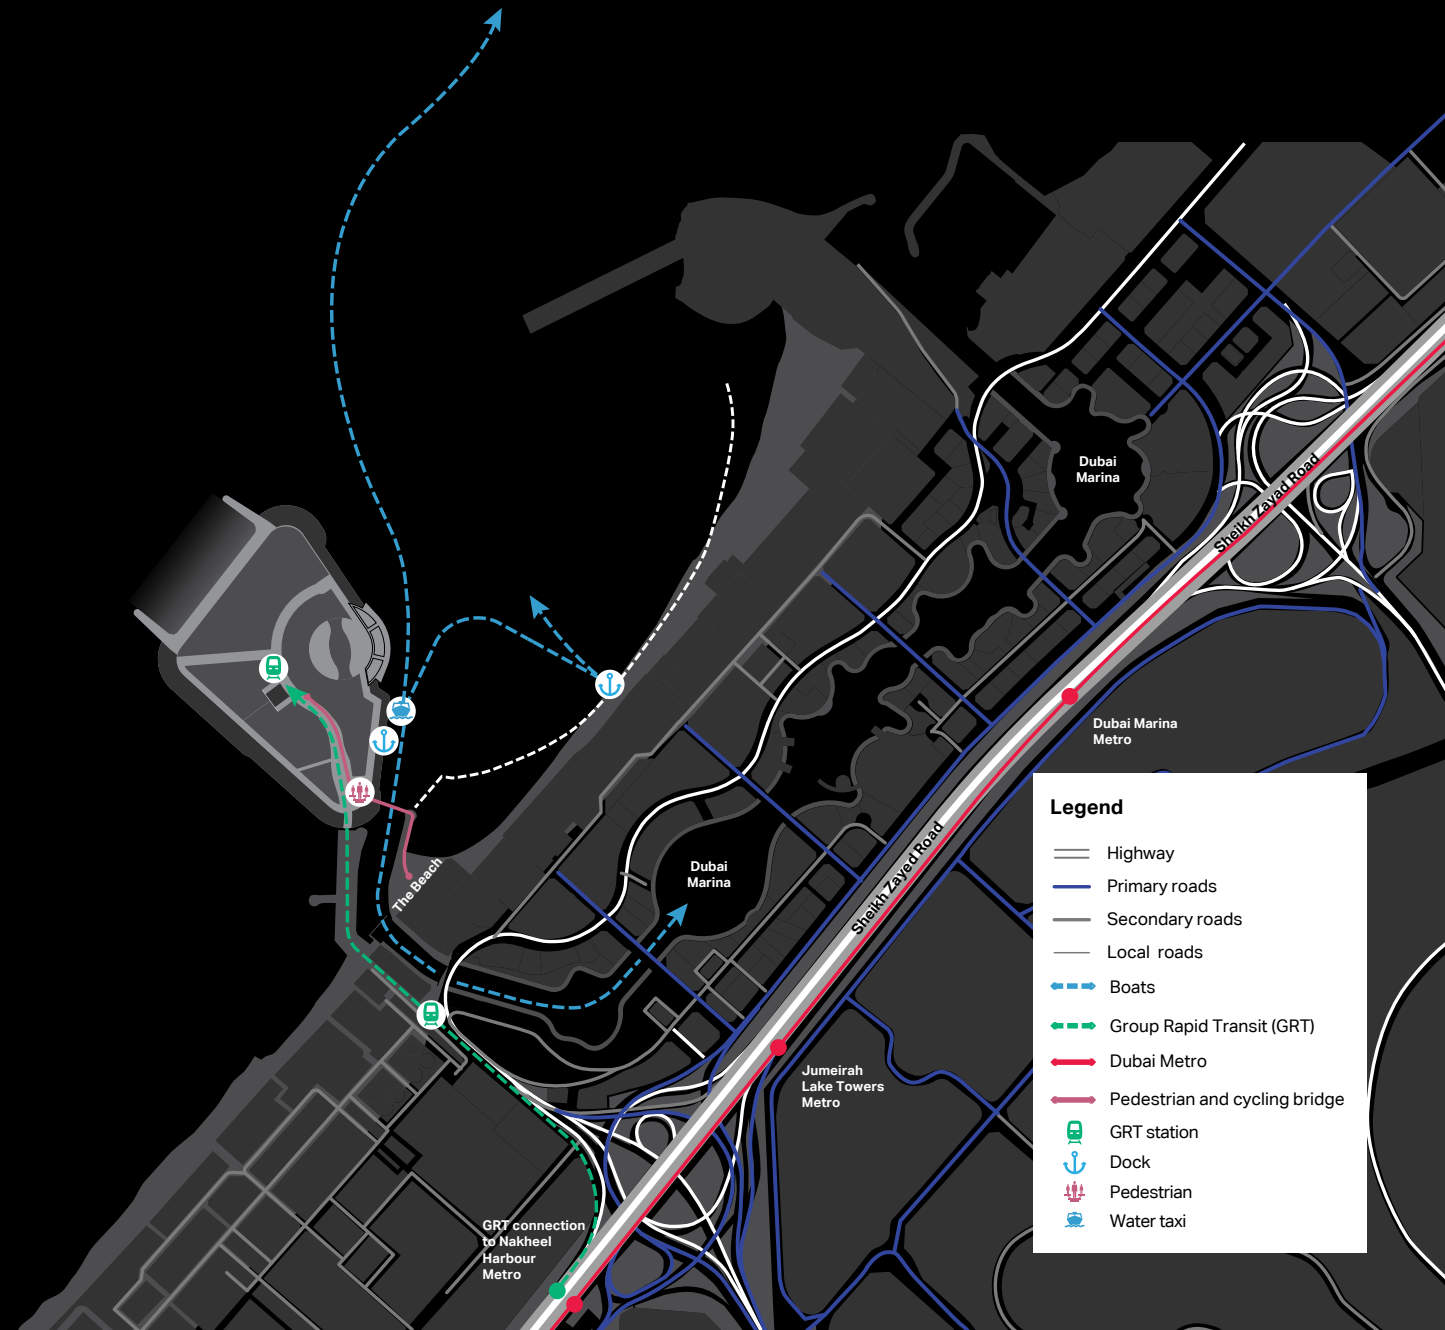 Dubai
Marina
Sheikh Zayad Road
Dubai Marina
Metro
Sheikh Zayed Road
Dubai
Marina
The Beach
Jumeirah
Lake Towers
Metro
GRT connection
to Nakheel
Harbour
Metro
Legend
Highway
Primary roads
Secondary roads
Local roads
Boats
Group Rapid Transit (GRT)
Dubai Metro
Pedestrian and cycling bridge
GRT station
Dock
Pedestrian
Water taxi